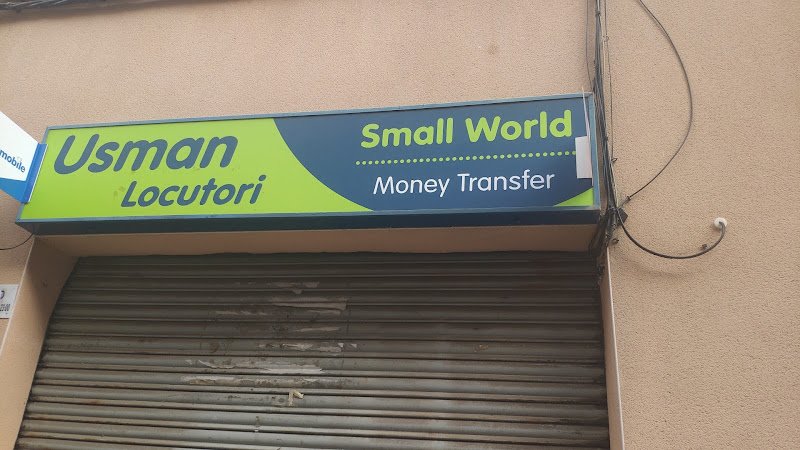 Usman
Locutori
Small World
Money Transfer
mobile